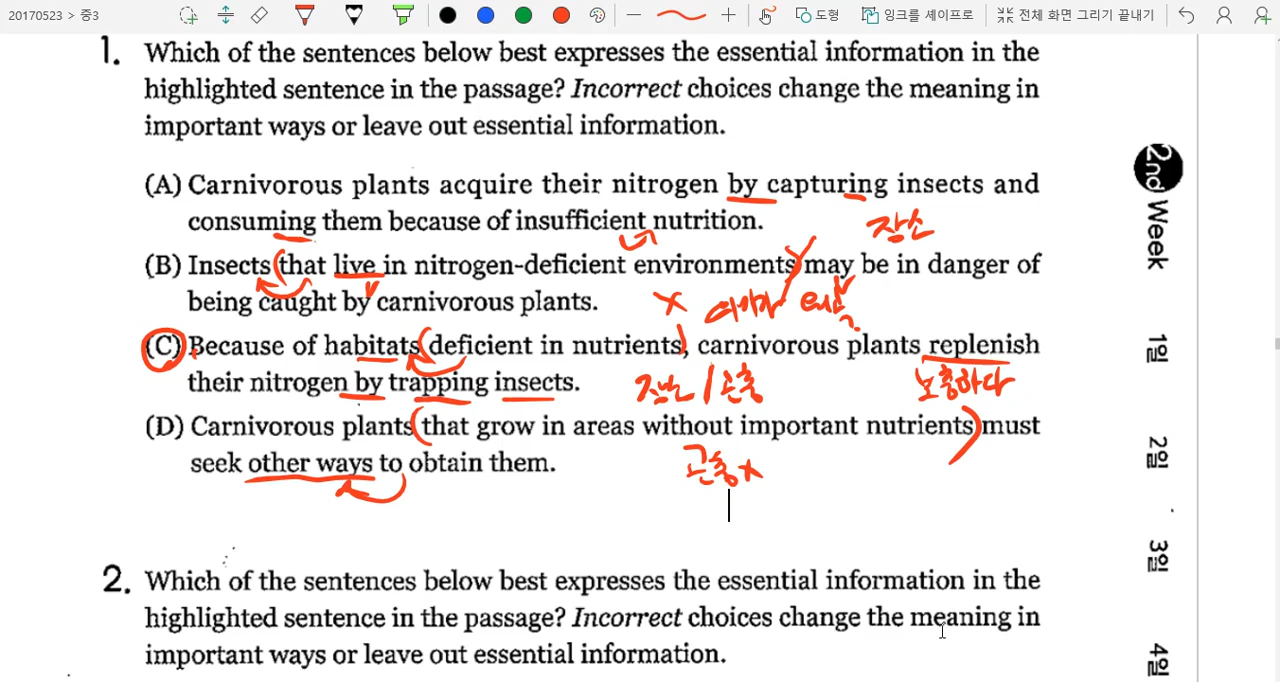 20170523 > 중3
도형
잉크를 셰이프로
전체 화면 그리기 끝내기
1. Which of the sentences below best expresses the essential information in the
highlighted sentence in the passage? Incorrect choices change the meaning in
important ways or leave out essential information.
(A) Carnivorous plants acquire their nitrogen by capturing insects and
consuming them because of insufficient nutrition.
장소
(B) Insects that live in nitrogen-deficient environments may be in danger of
being caught by carnivorous plants.
X
(C) Because of habitats deficient in nutrients, carnivorous plants replenish
their nitrogen by trapping insects.
곤충
보충하다
(D) Carnivorous plants that grow in areas without important nutrients must
seek other ways to obtain them.
곤충 x
2. Which of the sentences below best expresses the essential information in the
highlighted sentence in the passage? Incorrect choices change the meaning in
important ways or leave out essential information.
2nd Week
1일
2일
3일
4일